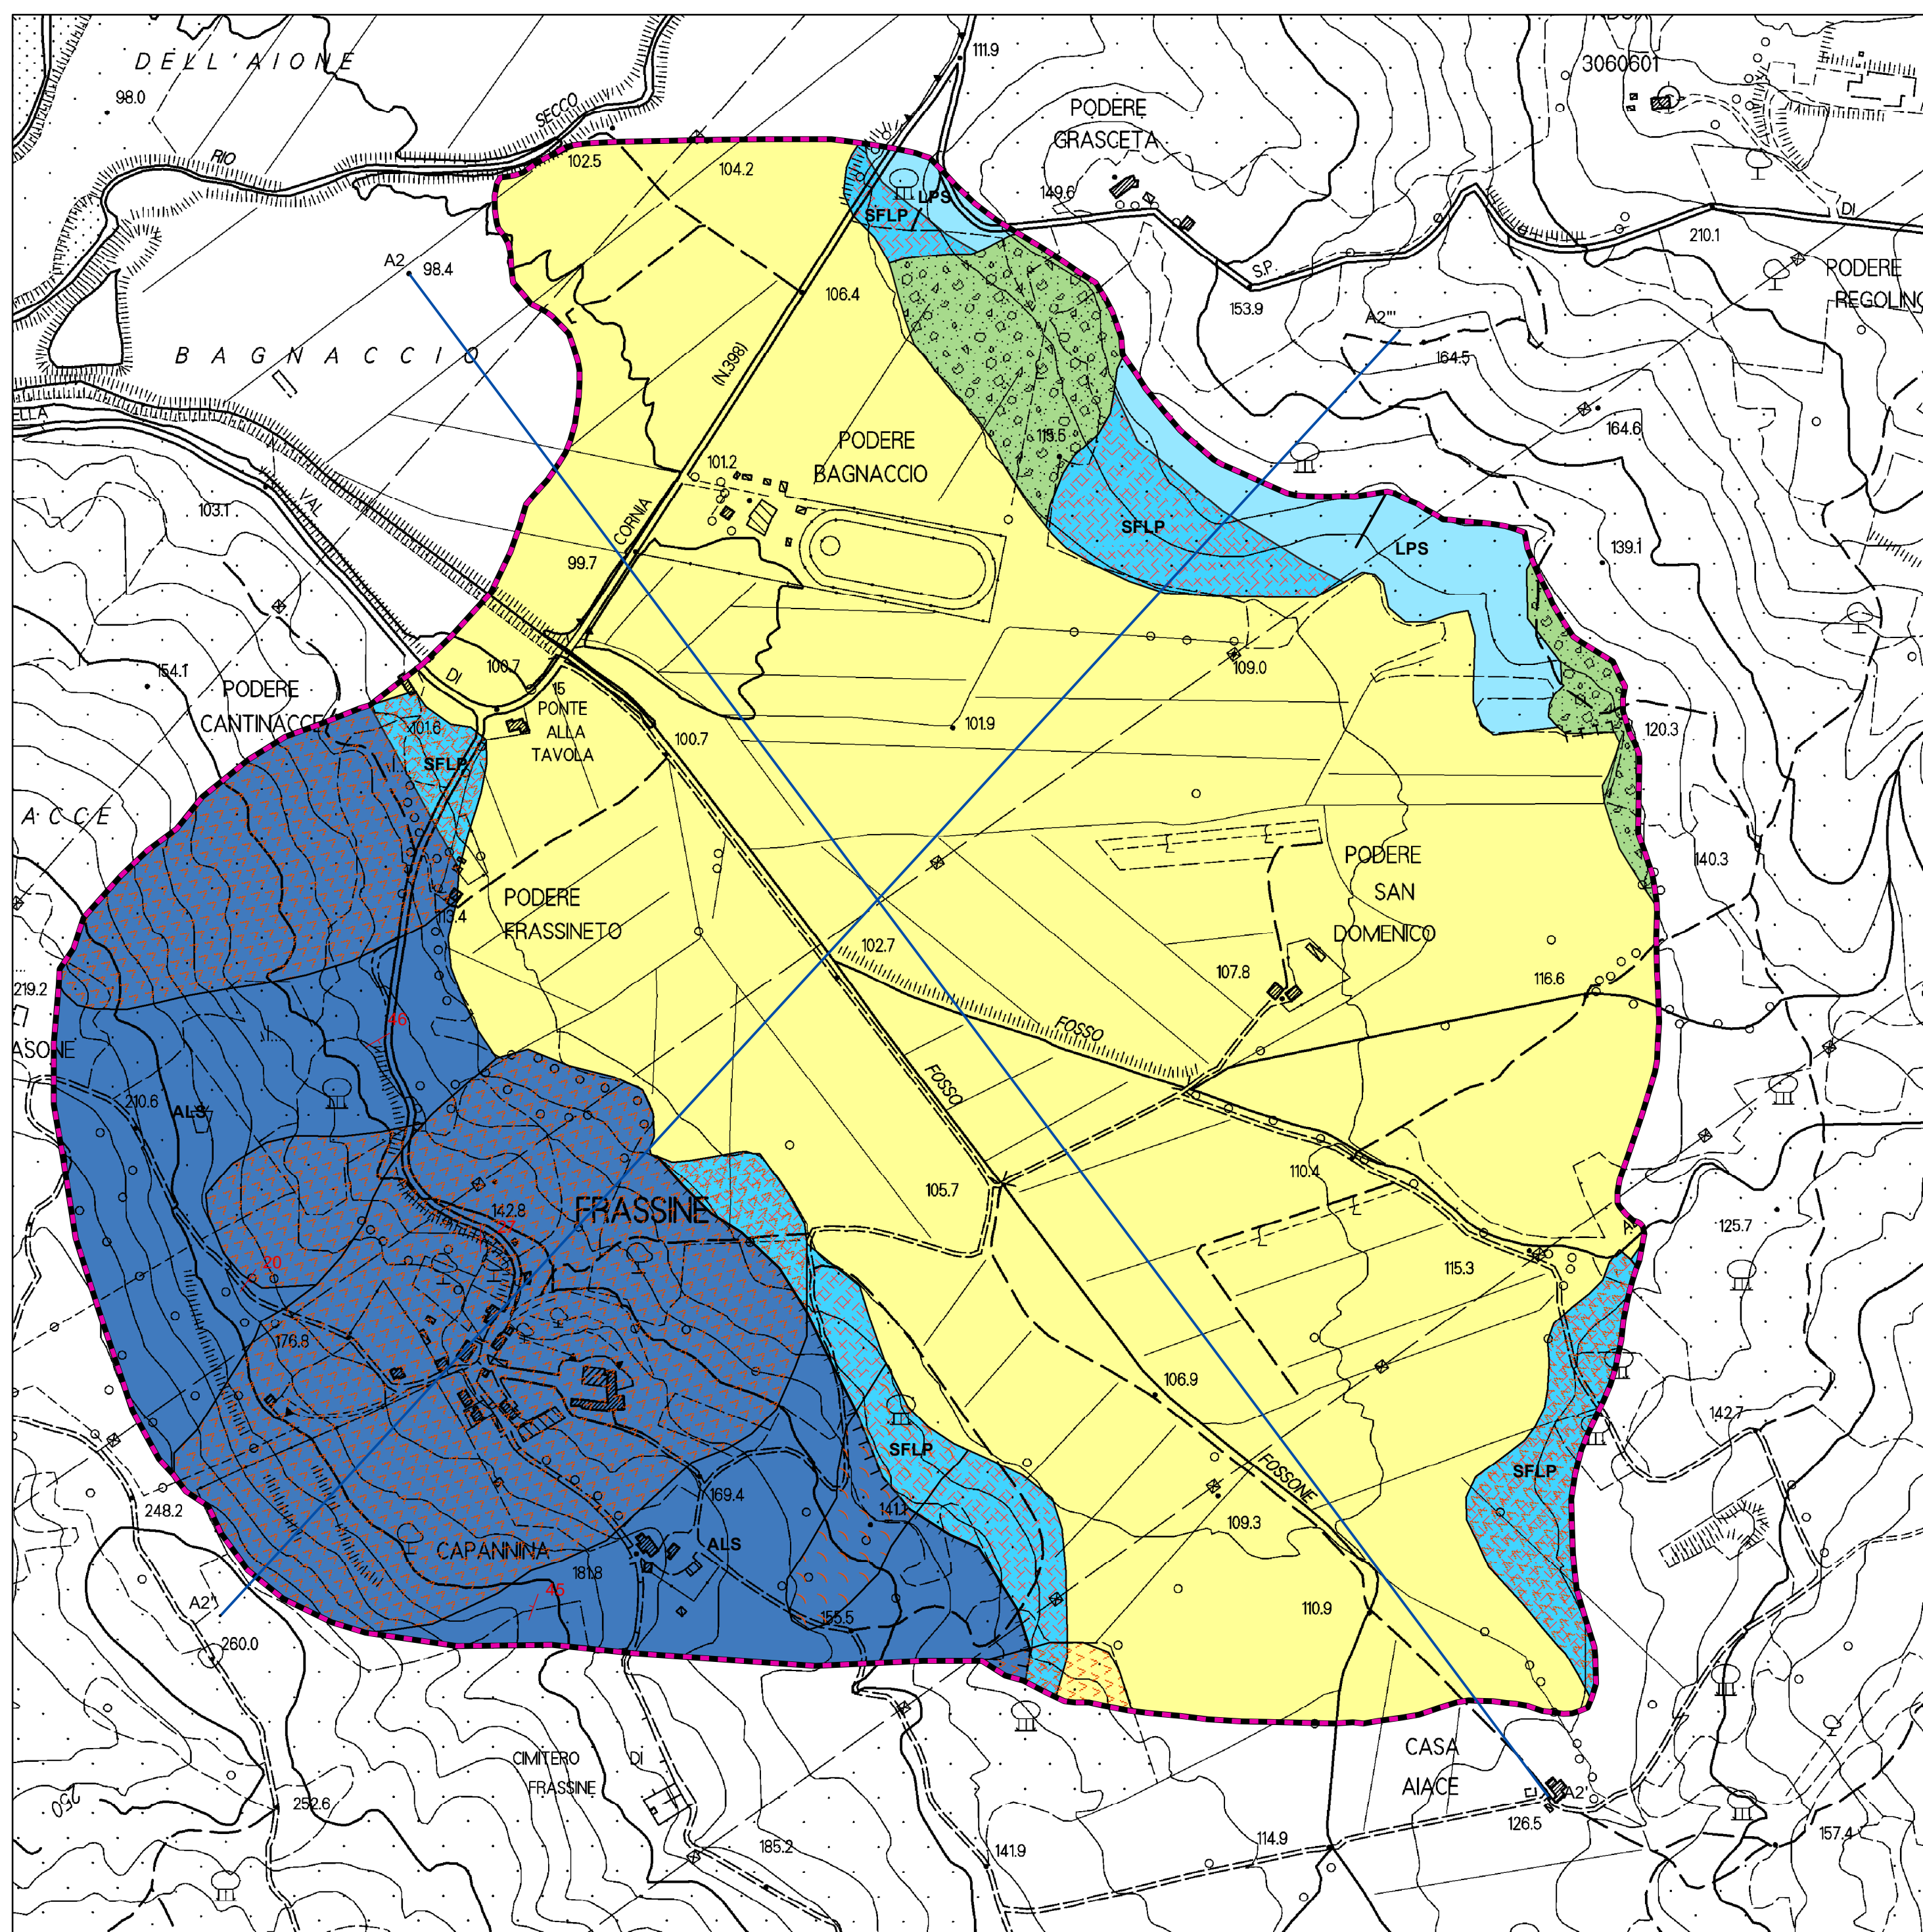 DELL'AIONE
98.0
SECCO
RIO
102.5
104.2
111.9
PODERE
GRASCETA
149.6
3060601
LPS
SFLP
DI
210.1
S.P.
153.9
PODERE
REGOLINO
A2
98.4
106.4
A2'''
164.5
BAGNACCIO
(N.398)
ELLA
PODERE
BAGNACCIO
115.5
164.6
101.2
VAL
103.1
CORNIA
SFLP
LPS
139.1
99.7
100.7
DI
109.0
154.1
PODERE
CANTINACCE
15
PONTE
ALLA
TAVOLA
101.6
SFLP
100.7
101.9
120.3
ACCE
PODERE
SAN
DOMENICO
140.3
PODERE
FRASSINETO
113.4
102.7
107.8
116.6
219.2
ASONE
46
FOSSO
FOSSO
210.6
ALS
110.4
105.7
142.8
27
FRASSINE
20
125.7
115.3
176.8
106.9
142.7
SFLP
SFLP
FOSSONE
248.2
169.4
141.1
109.3
CAPANNINA
ALS
181.8
45
A2''
155.5
110.9
260.0
CASA
AIACE
CIMITERO
DI
FRASSINE
250
252.6
A2'
126.5
185.2
141.9
114.9
157.4